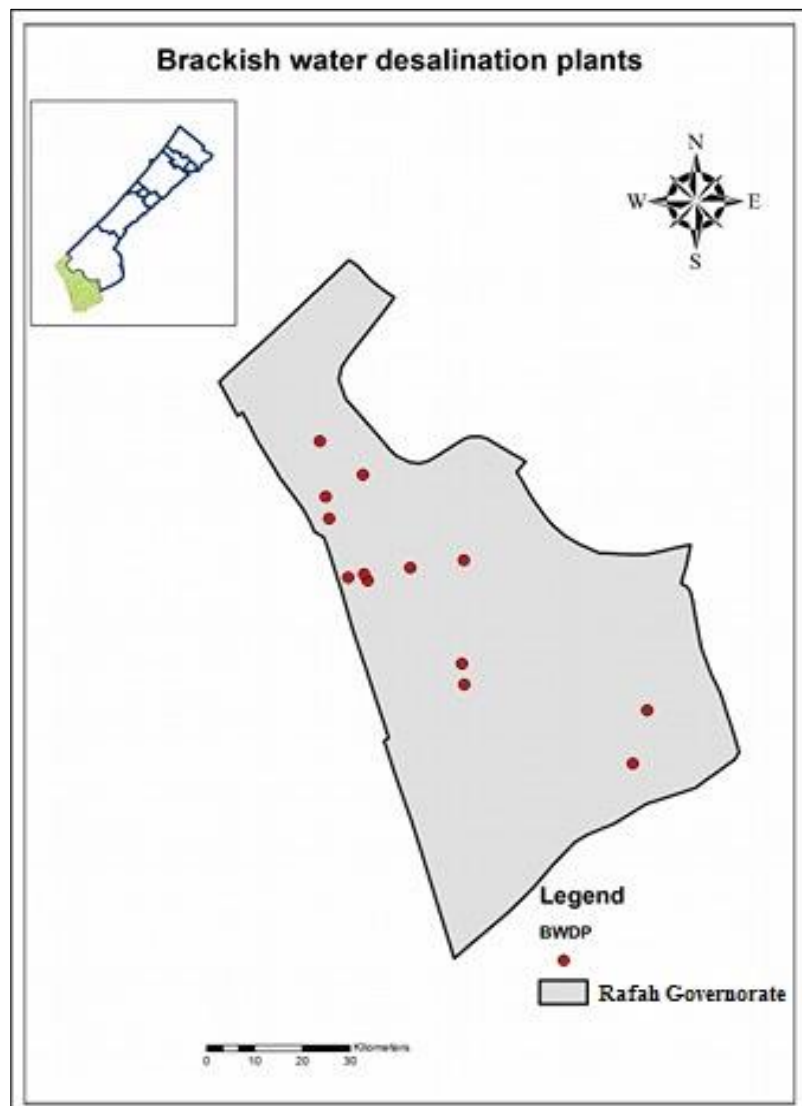 Brackish water desalination plants
N
W E
S
Legend
BWDP
Rafah Governorate
Kilometers
0 10 20 30